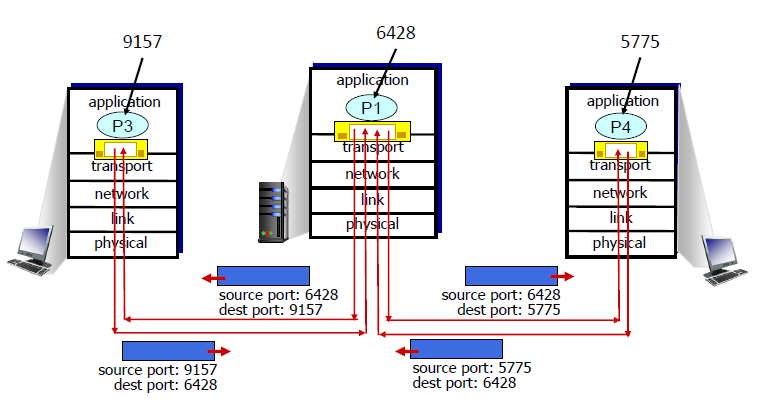 9157
6428
5775
application
P3
transport
network
link
physical
application
P1
transport
network
link
physical
application
P4
transport
network
link
physical
source port: 6428
dest port: 9157
source port: 6428
dest port: 5775
source port: 9157
dest port: 6428
source port: 5775
dest port: 6428